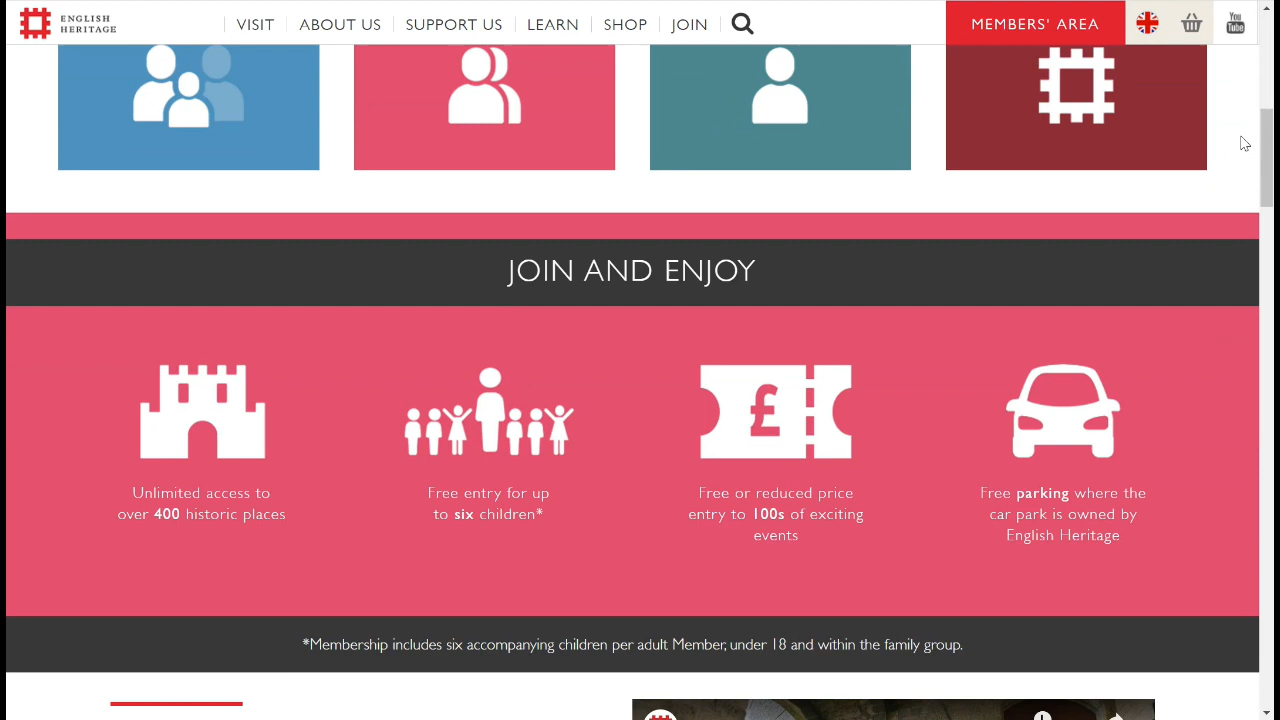 ENGLISH
HERITAGE
VISIT
ABOUT US
SUPPORT US
LEARN
SHOP
JOIN
MEMBERS' AREA
You
Tube
JOIN AND ENJOY
£
Unlimited access to
over 400 historic places
Free entry for up
to six children*
Free or reduced price
entry to 100s of exciting
events
Free parking where the
car park is owned by
English Heritage
*Membership includes six accompanying children per adult Member, under 18 and within the family group.